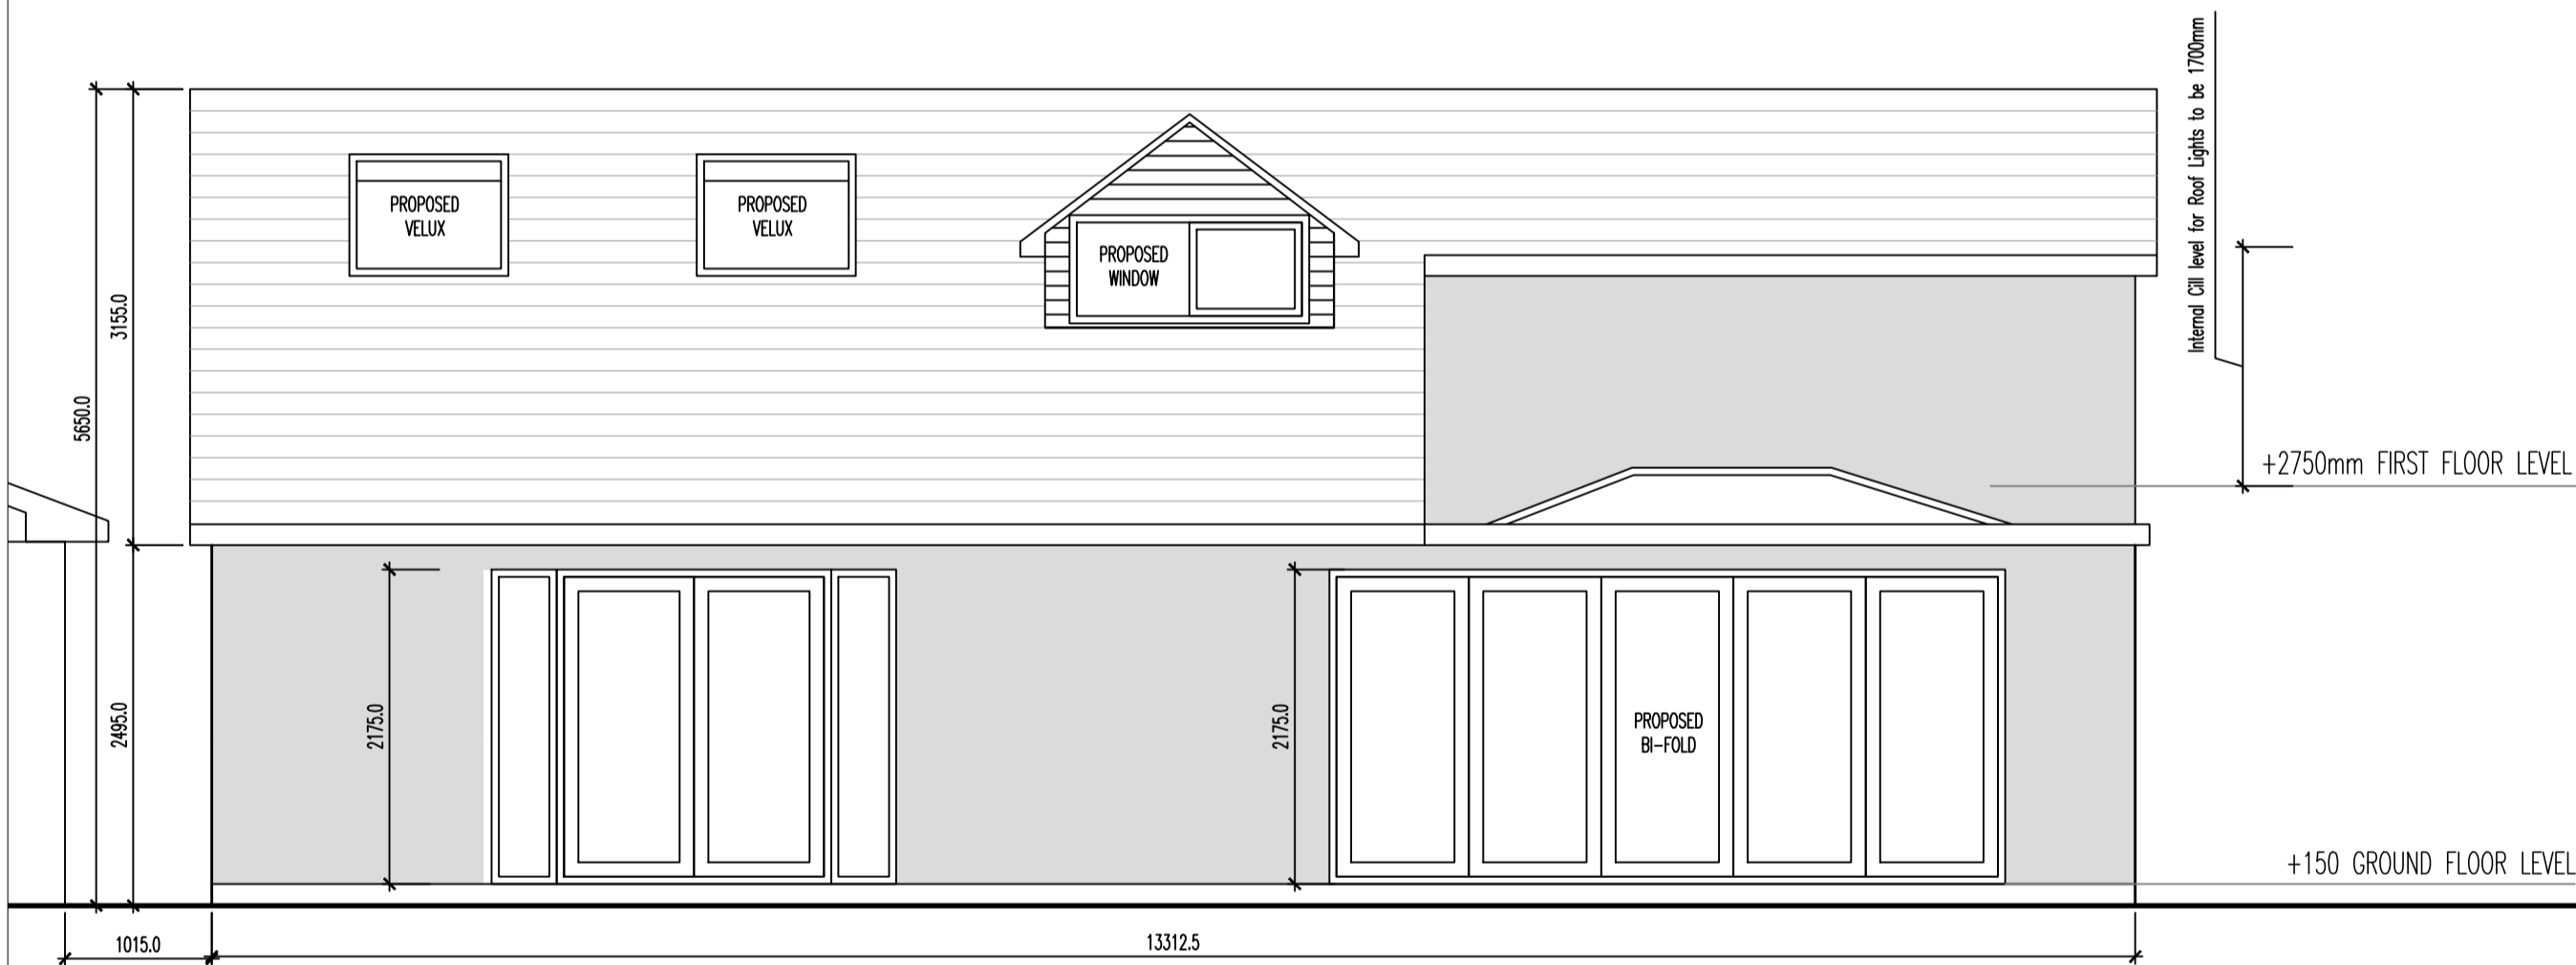 Internal Cill level for Roof Lights to be 1700mm
PROPOSED
VELUX
PROPOSED
VELUX
PROPOSED
WINDOW
3155.0
5650.0
+2750mm FIRST FLOOR LEVEL
2495.0
2175.0
2175.0
PROPOSED
BI-FOLD
+150 GROUND FLOOR LEVEL
1015.0
13312.5